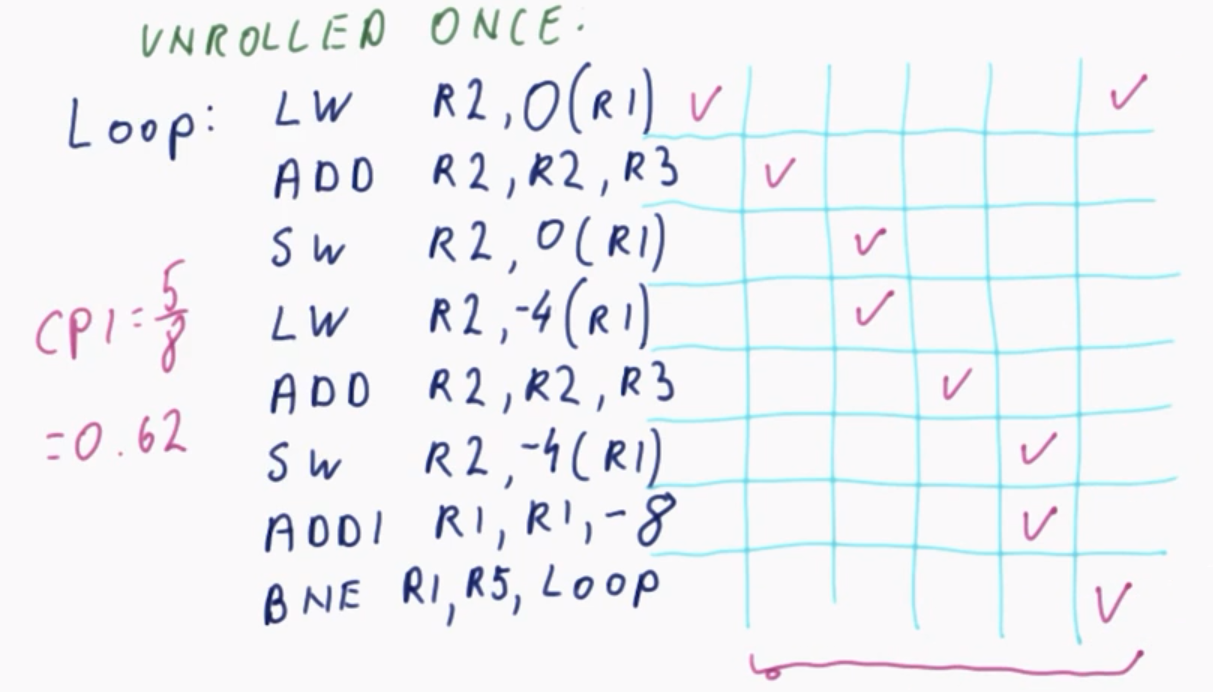 UNROLLED ONCE.
Loop: LW R2,0(R1) ✓ ✓
ADD R2,R2,R3 ✓
SW R2,0(R1) ✓
CPI=5/8 LW R2,-4(R1) ✓
ADD R2,R2,R3 ✓
=0.62 SW R2,-4(R1) ✓
ADDI R1,R1,-8 ✓
BNE R1,R5,Loop ✓